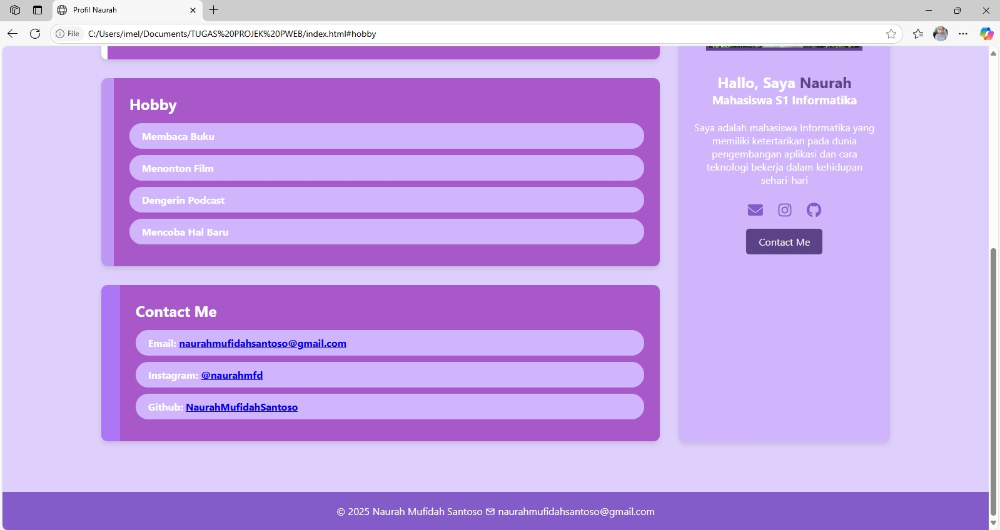 Profil Naurah
File
C:/Users/imel/Documents/TUGAS%20PROJEK%20PWEB/index.html#hobby
Hobby
Membaca Buku
Menonton Film
Dengerin Podcast
Mencoba Hal Baru
Contact Me
Email: naurahmufidahsantoso@gmail.com
Instagram: @naurahmfd
Github: NaurahMufidahSantoso
Hallo, Saya Naurah
Mahasiswa S1 Informatika
Saya adalah mahasiswa Informatika yang
memiliki ketertarikan pada dunia
pengembangan aplikasi dan cara
teknologi bekerja dalam kehidupan
sehari-hari
Contact Me
© 2025 Naurah Mufidah Santoso naurahmufidahsantoso@gmail.com